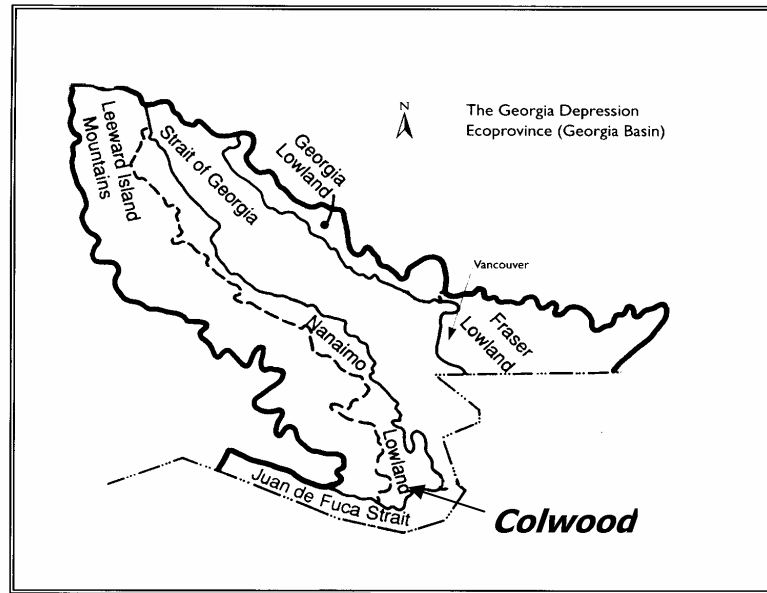 N
The Georgia Depression
Ecoprovince (Georgia Basin)
Leeward Island
Mountains
Strait of Georgia
Georgia
Lowland
Vancouver
Fraser
Lowland
Nanaimo
Lowland
Juan de Fuca Strait
Colwood